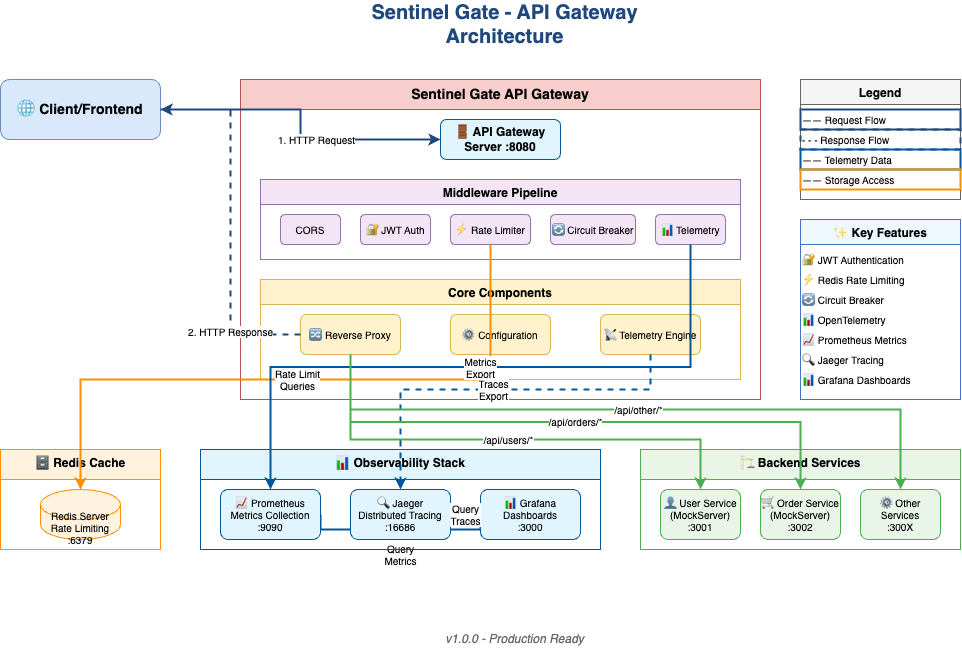 Sentinel Gate - API Gateway
Architecture
Client/Frontend
Sentinel Gate API Gateway
API Gateway
Server :8080
1. HTTP Request
Middleware Pipeline
CORS
JWT Auth
Rate Limiter
Circuit Breaker
Telemetry
Core Components
2. HTTP Response
Reverse Proxy
Configuration
Telemetry Engine
Metrics
Export
Rate Limit
Queries
Traces
Export
/api/other/*
/api/orders/*
/api/users/*
Legend
Request Flow
Response Flow
Telemetry Data
Storage Access
✨ Key Features
JWT Authentication
Redis Rate Limiting
Circuit Breaker
OpenTelemetry
Prometheus Metrics
Jaeger Tracing
Grafana Dashboards
Redis Cache
Redis Server
Rate Limiting
:6379
Observability Stack
Prometheus
Metrics Collection
:9090
Jaeger
Distributed Tracing
:16686
Query
Traces
Grafana
Dashboards
:3000
Query
Metrics
Backend Services
User Service
(MockServer)
:3001
Order Service
(MockServer)
:3002
Other
Services
:300X
v1.0.0 - Production Ready